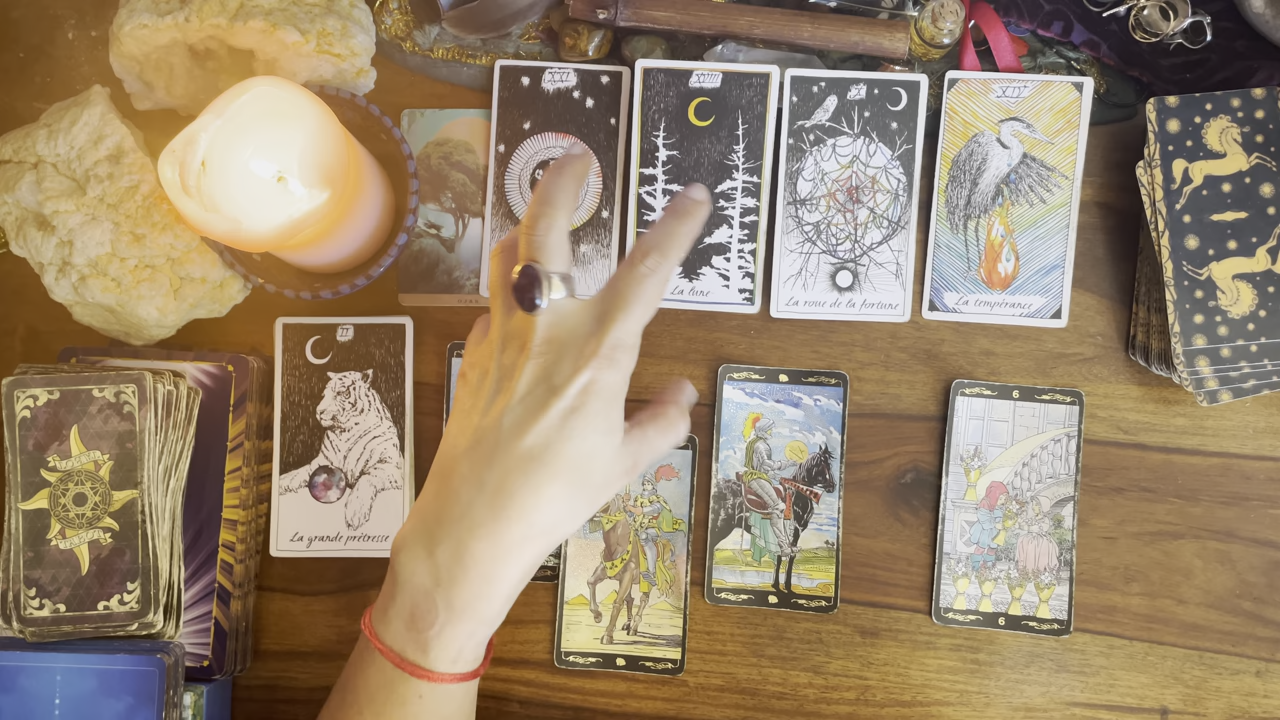 XXI
XVIII
X
XIV
La lune
La roue de la fortune
La tempérance
II
La grande prêtresse
6
6